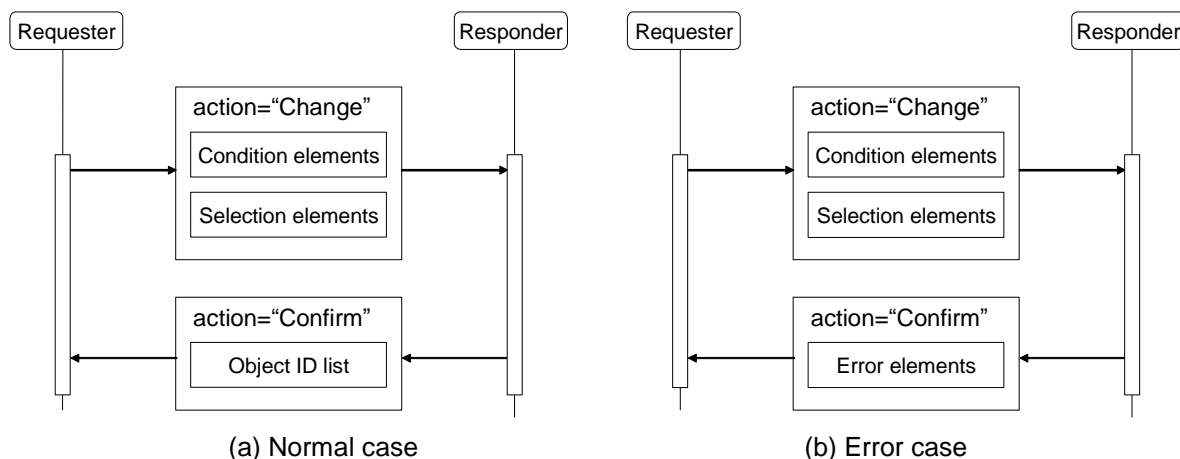 Requester
Responder
action=“Change”
Condition elements
Selection elements
action=“Confirm”
Object ID list
(a) Normal case
Requester
Responder
action=“Change”
Condition elements
Selection elements
action=“Confirm”
Error elements
(b) Error case